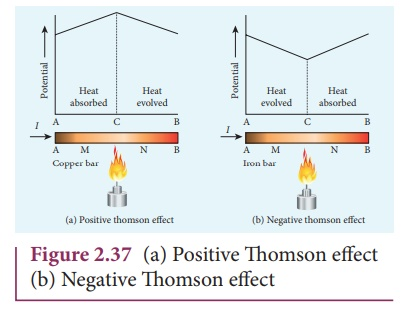 Potential
Heat absorbed
Heat evolved
A C B
I
A M N B
Copper bar
(a) Positive thomson effect
Potential
Heat evolved
Heat absorbed
A C B
I
A M N B
Iron bar
(b) Negative thomson effect
Figure 2.37 (a) Positive Thomson effect
(b) Negative Thomson effect